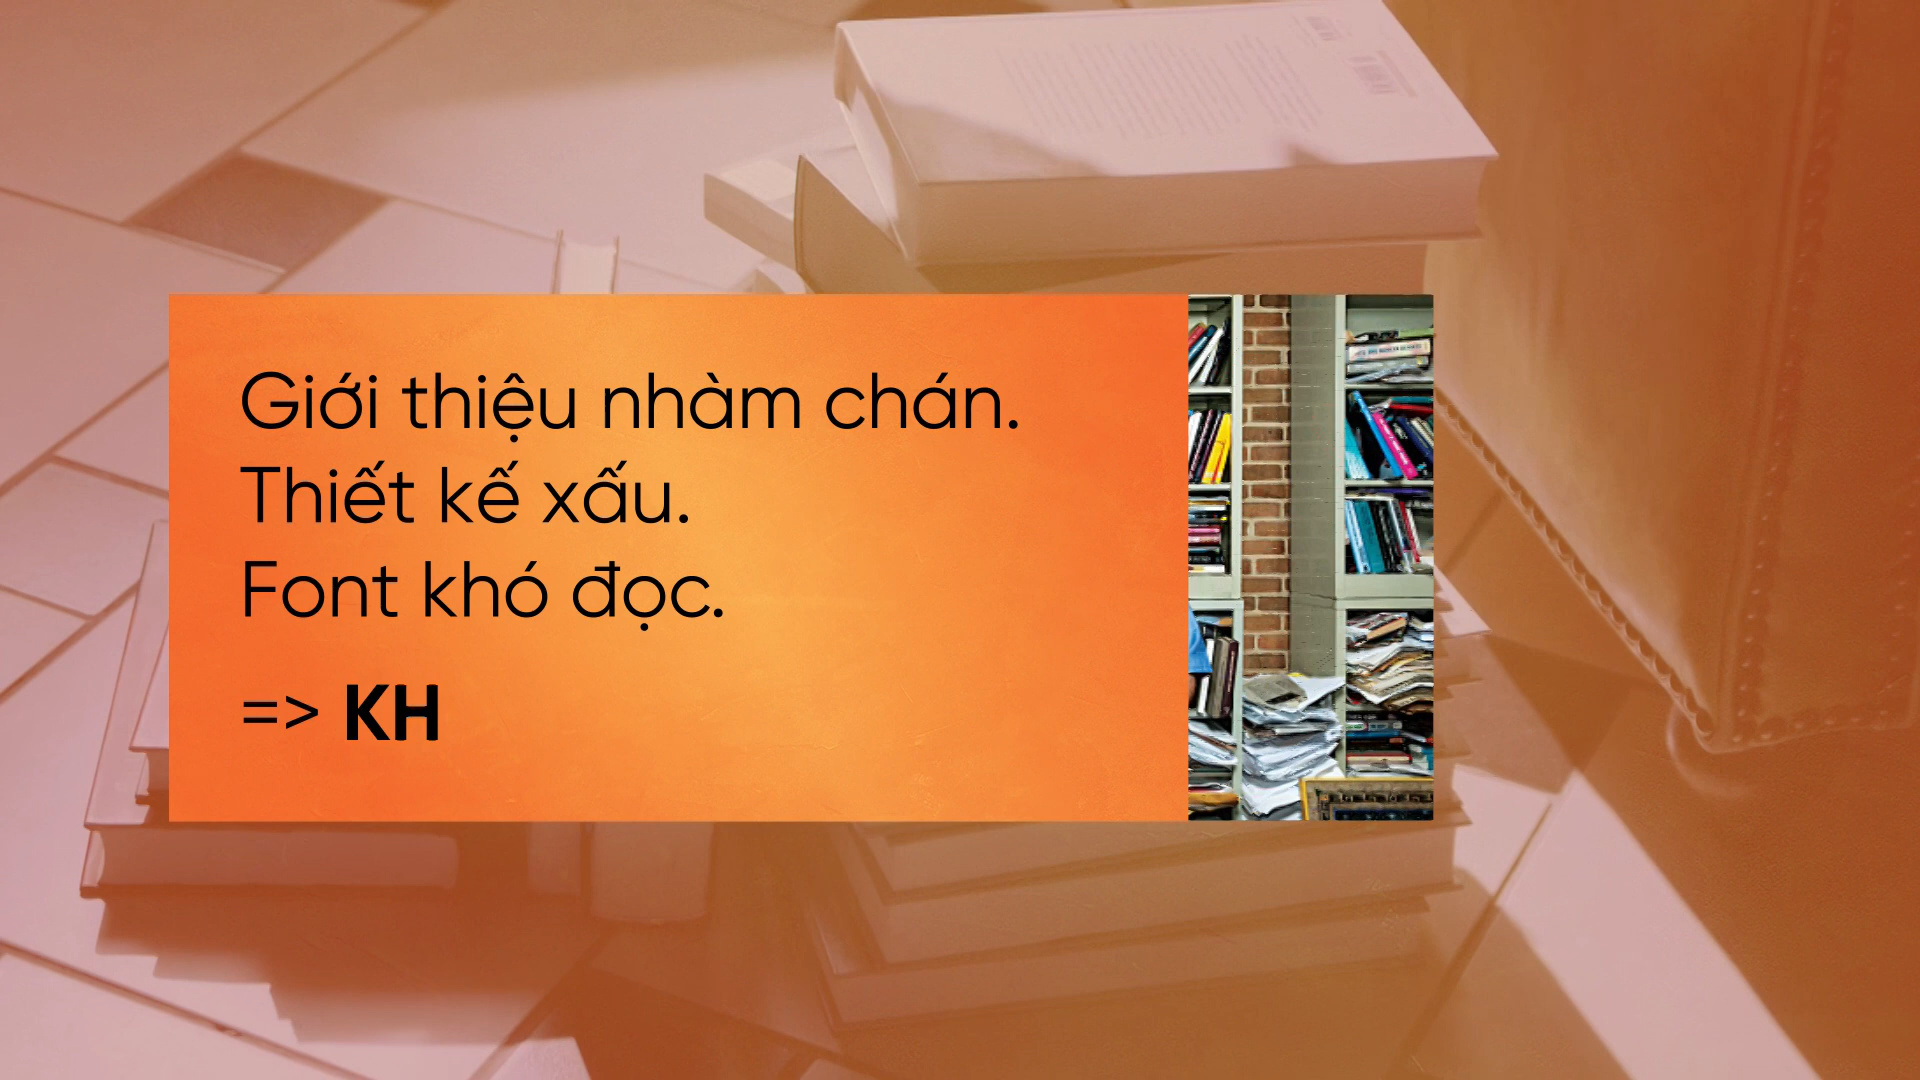 Giới thiệu nhàm chán.
Thiết kế xấu.
Font khó đọc.
=> KH